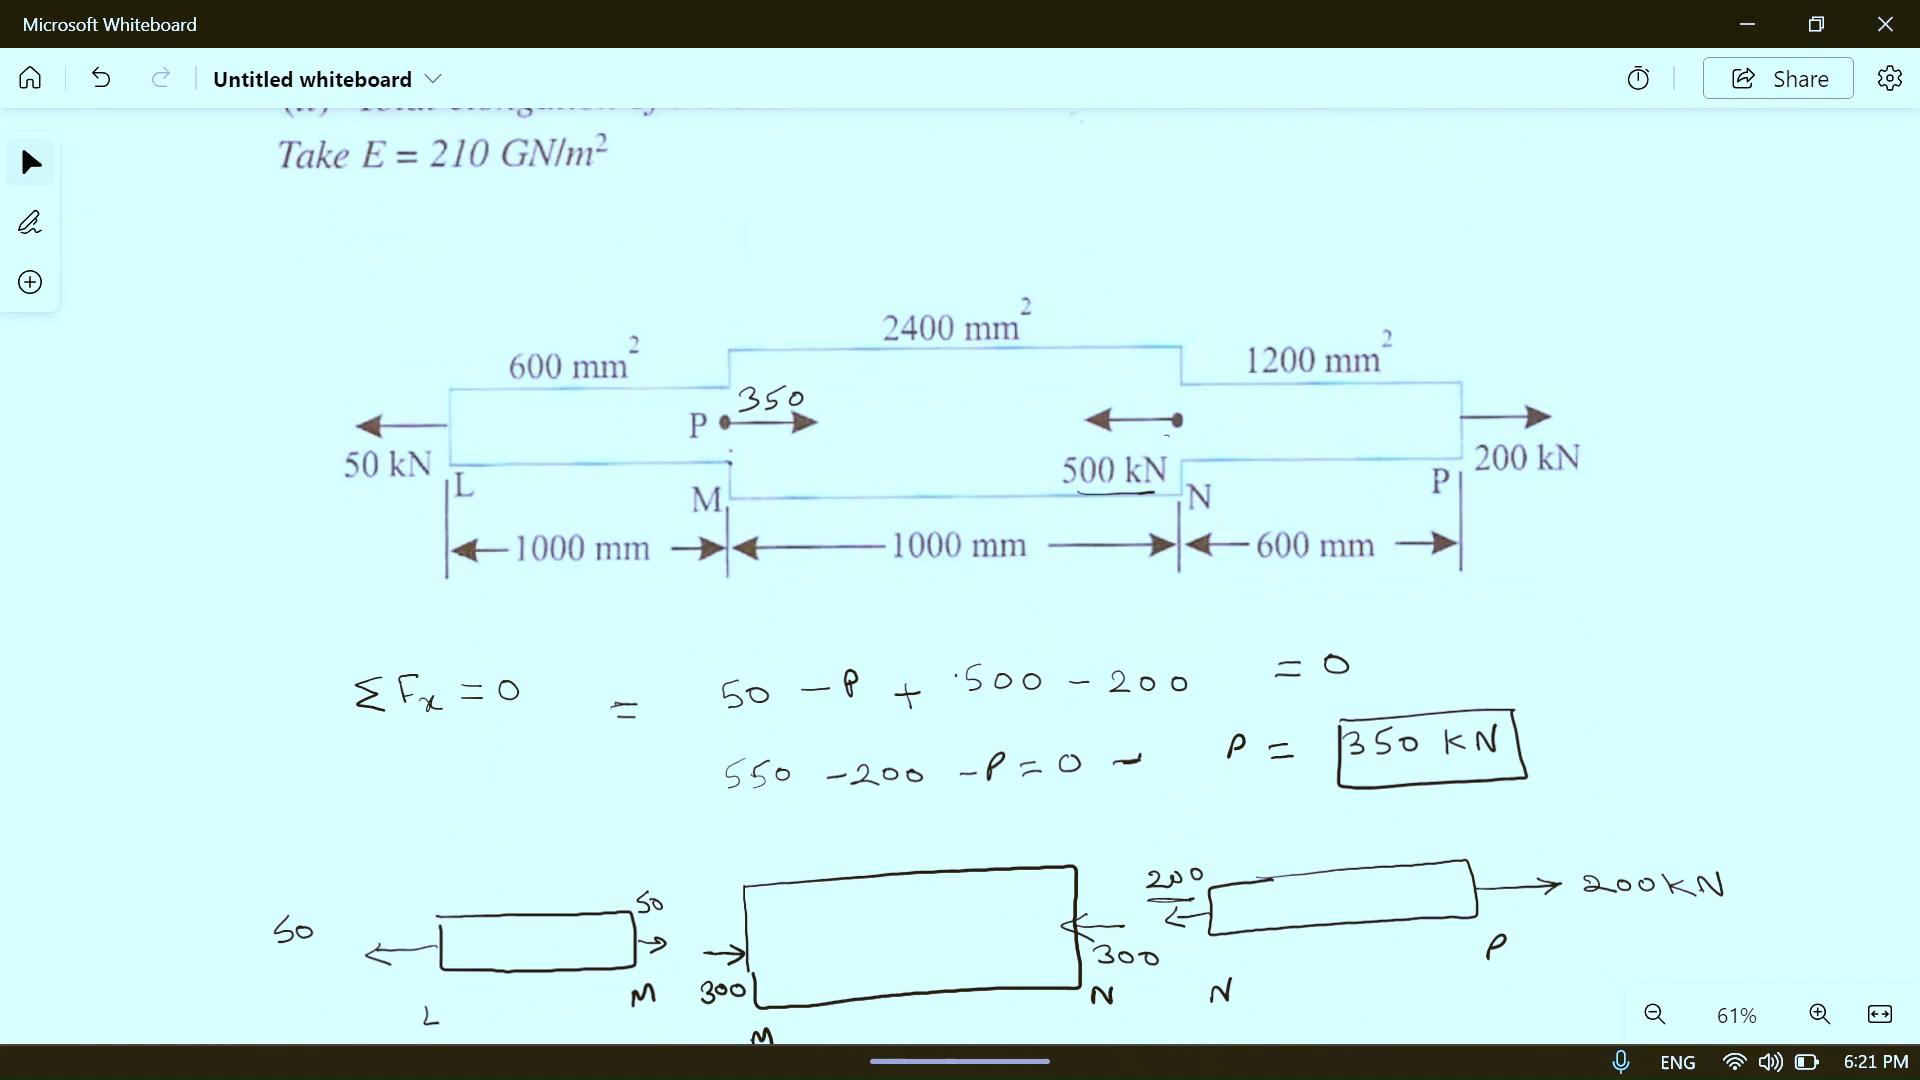 Microsoft Whiteboard
Untitled whiteboard
Share
Take E = 210 GN/m²
2400 mm²
600 mm²
1200 mm²
350
P
50 kN
500 kN
200 kN
L
M
N
P
1000 mm
1000 mm
600 mm
Σ Fx = 0 = 50 – P + 500 – 200 = 0
550 – 200 – P = 0 – P = 350 KN
50
50
300
300
200
200KN
L
M
M
N
N
P
61%
ENG
6:21 PM